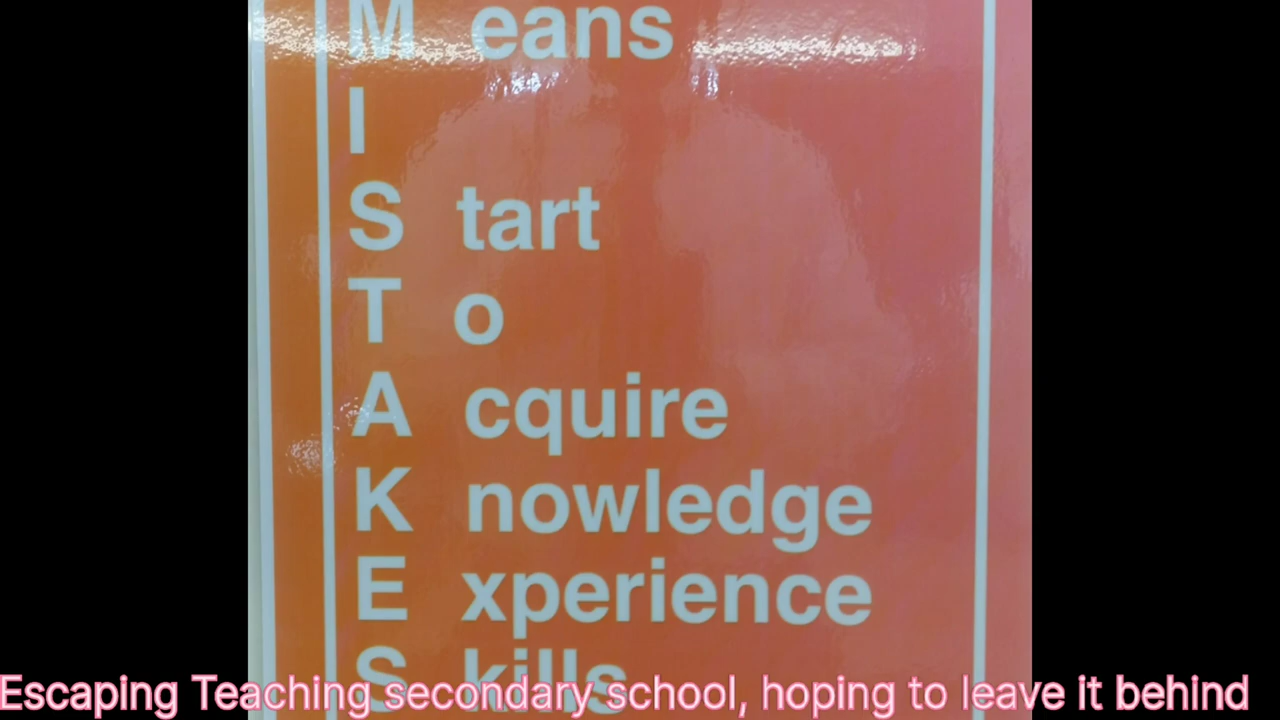 M eans
I
S tart
T o
A cquire
K nowledge
E xperience
S kills
Escaping Teaching secondary school, hoping to leave it behind